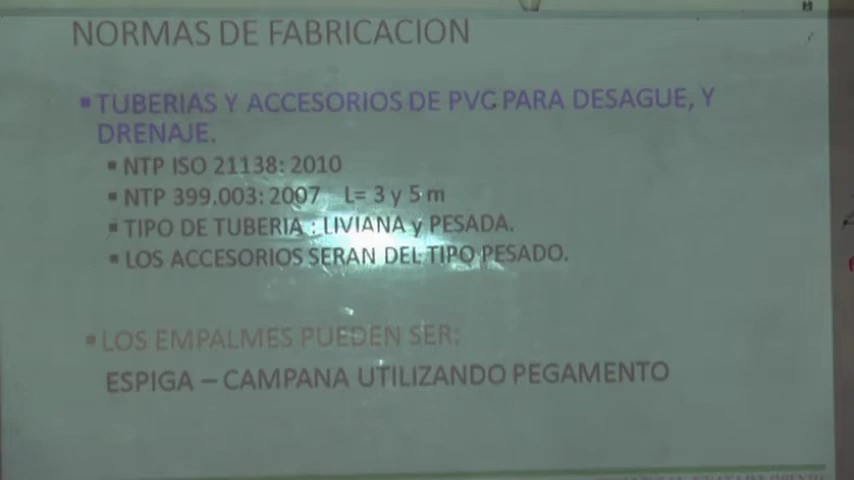 NORMAS DE FABRICACION
▪TUBERIAS Y ACCESORIOS DE PVC PARA DESAGUE, Y
DRENAJE.
▪NTP ISO 21138: 2010
▪NTP 399.003: 2007 L= 3 y 5 m
▪TIPO DE TUBERIA : LIVIANA y PESADA.
▪LOS ACCESORIOS SERAN DEL TIPO PESADO.
▪LOS EMPALMES PUEDEN SER:
ESPIGA – CAMPANA UTILIZANDO PEGAMENTO